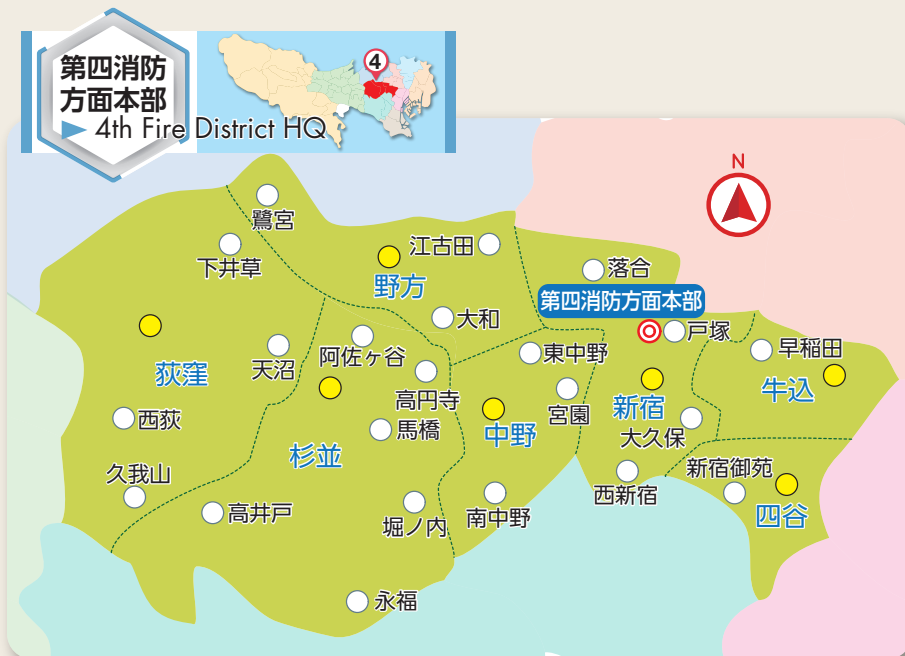 第四消防
方面本部
▶ 4th Fire District HQ
4
N
鷺宮
下井草
江古田
野方
落合
第四消防方面本部
大和
戸塚
阿佐ヶ谷
天沼
荻窪
東中野
早稲田
高円寺
宮園
新宿
牛込
西荻
馬橋
中野
大久保
杉並
久我山
新宿御苑
西新宿
高井戸
堀ノ内
南中野
四谷
永福